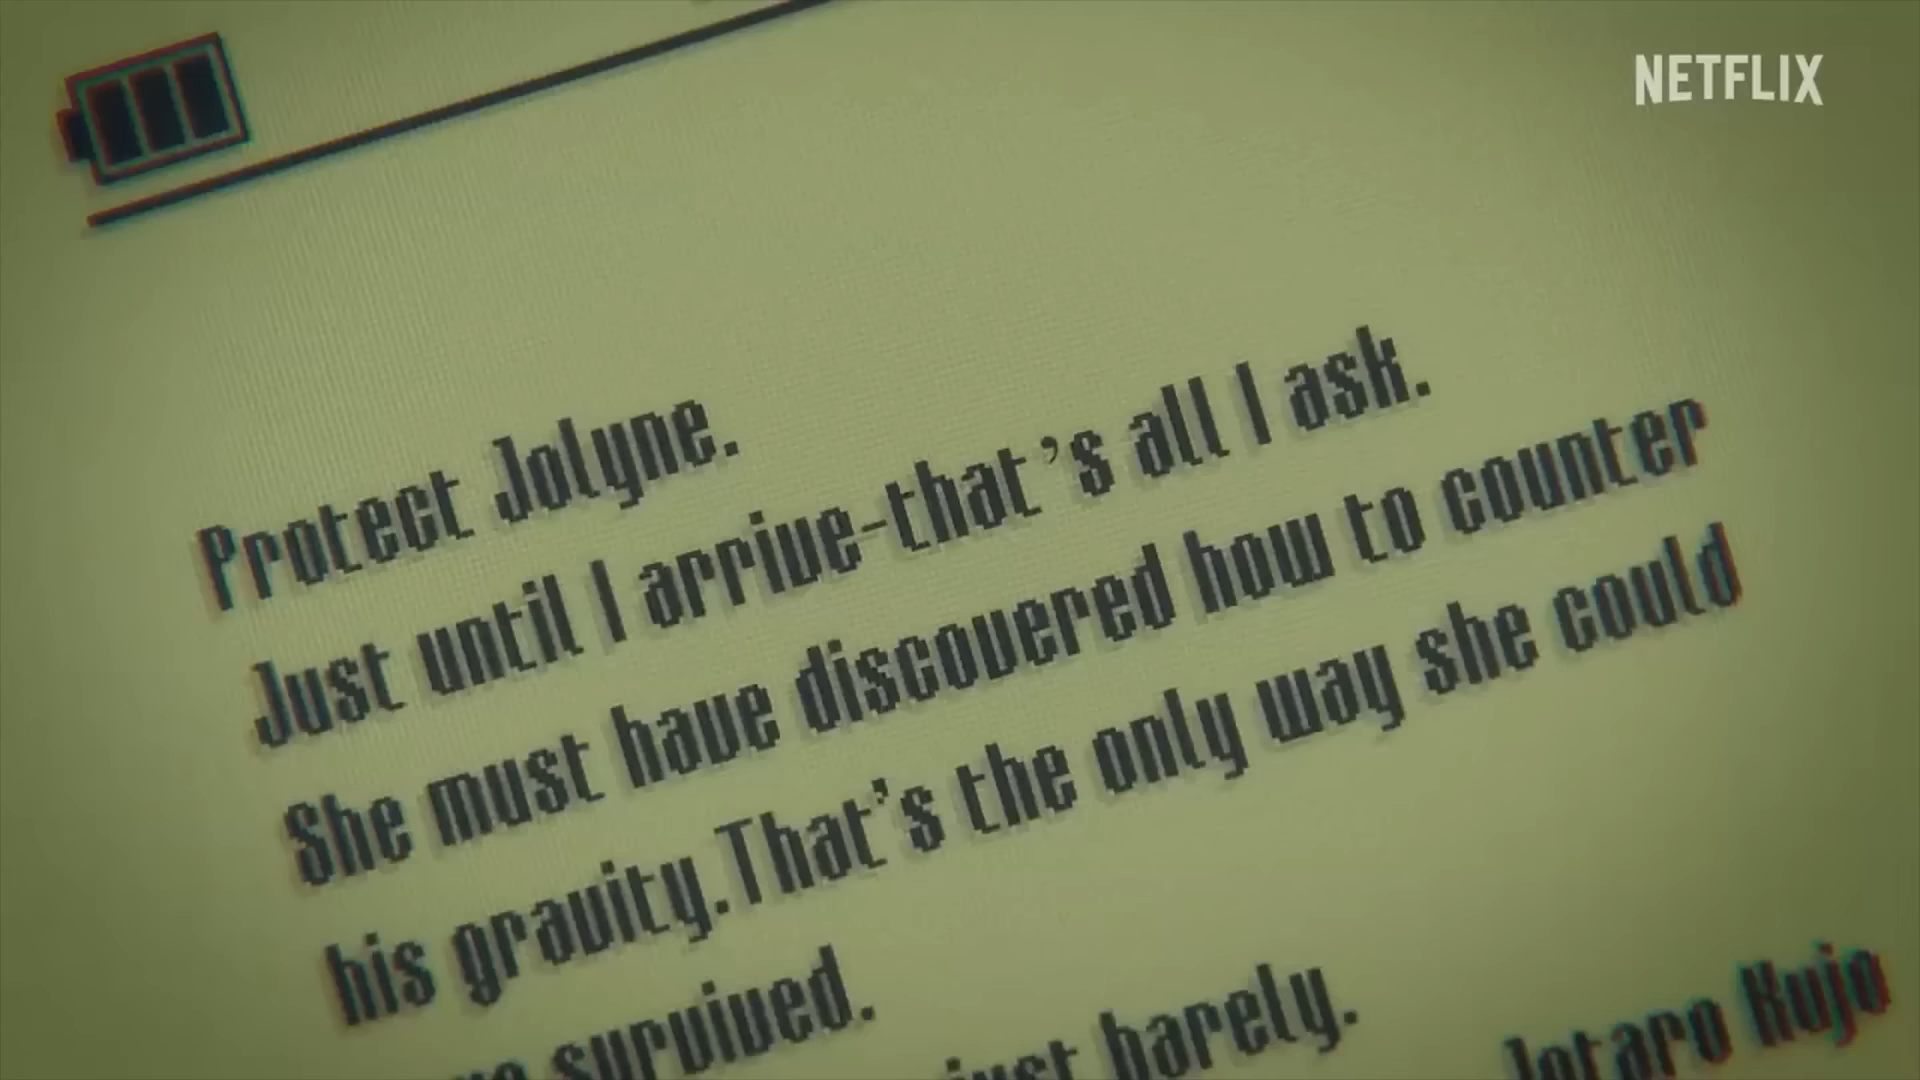 NETFLIX
Protect Jolyne.
Just until I arrive-that's all I ask.
She must have discovered how to counter
his gravity.That's the only way she could
survived.
just barely.
Jotaro Kujo